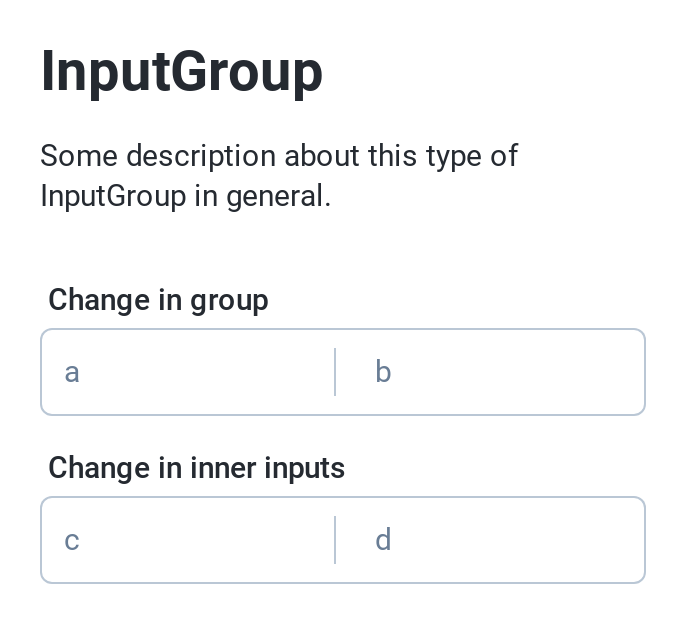 InputGroup
Some description about this type of
InputGroup in general.
Change in group
a b
Change in inner inputs
c d